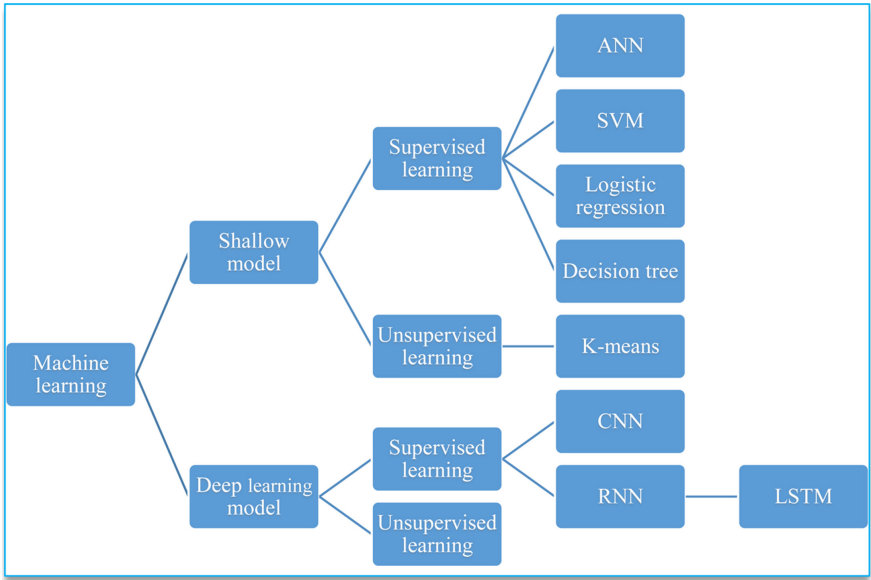 ANN
SVM
Supervised
learning
Logistic
regression
Shallow
model
Decision tree
Unsupervised
learning
K-means
Machine
learning
CNN
Supervised
learning
Deep learning
model
RNN
LSTM
Unsupervised
learning